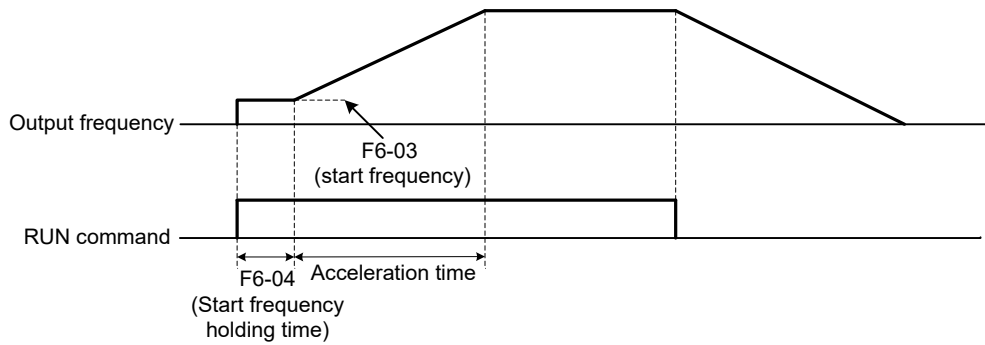 Output frequency
F6-03
(start frequency)
RUN command
Acceleration time
F6-04
(Start frequency
holding time)